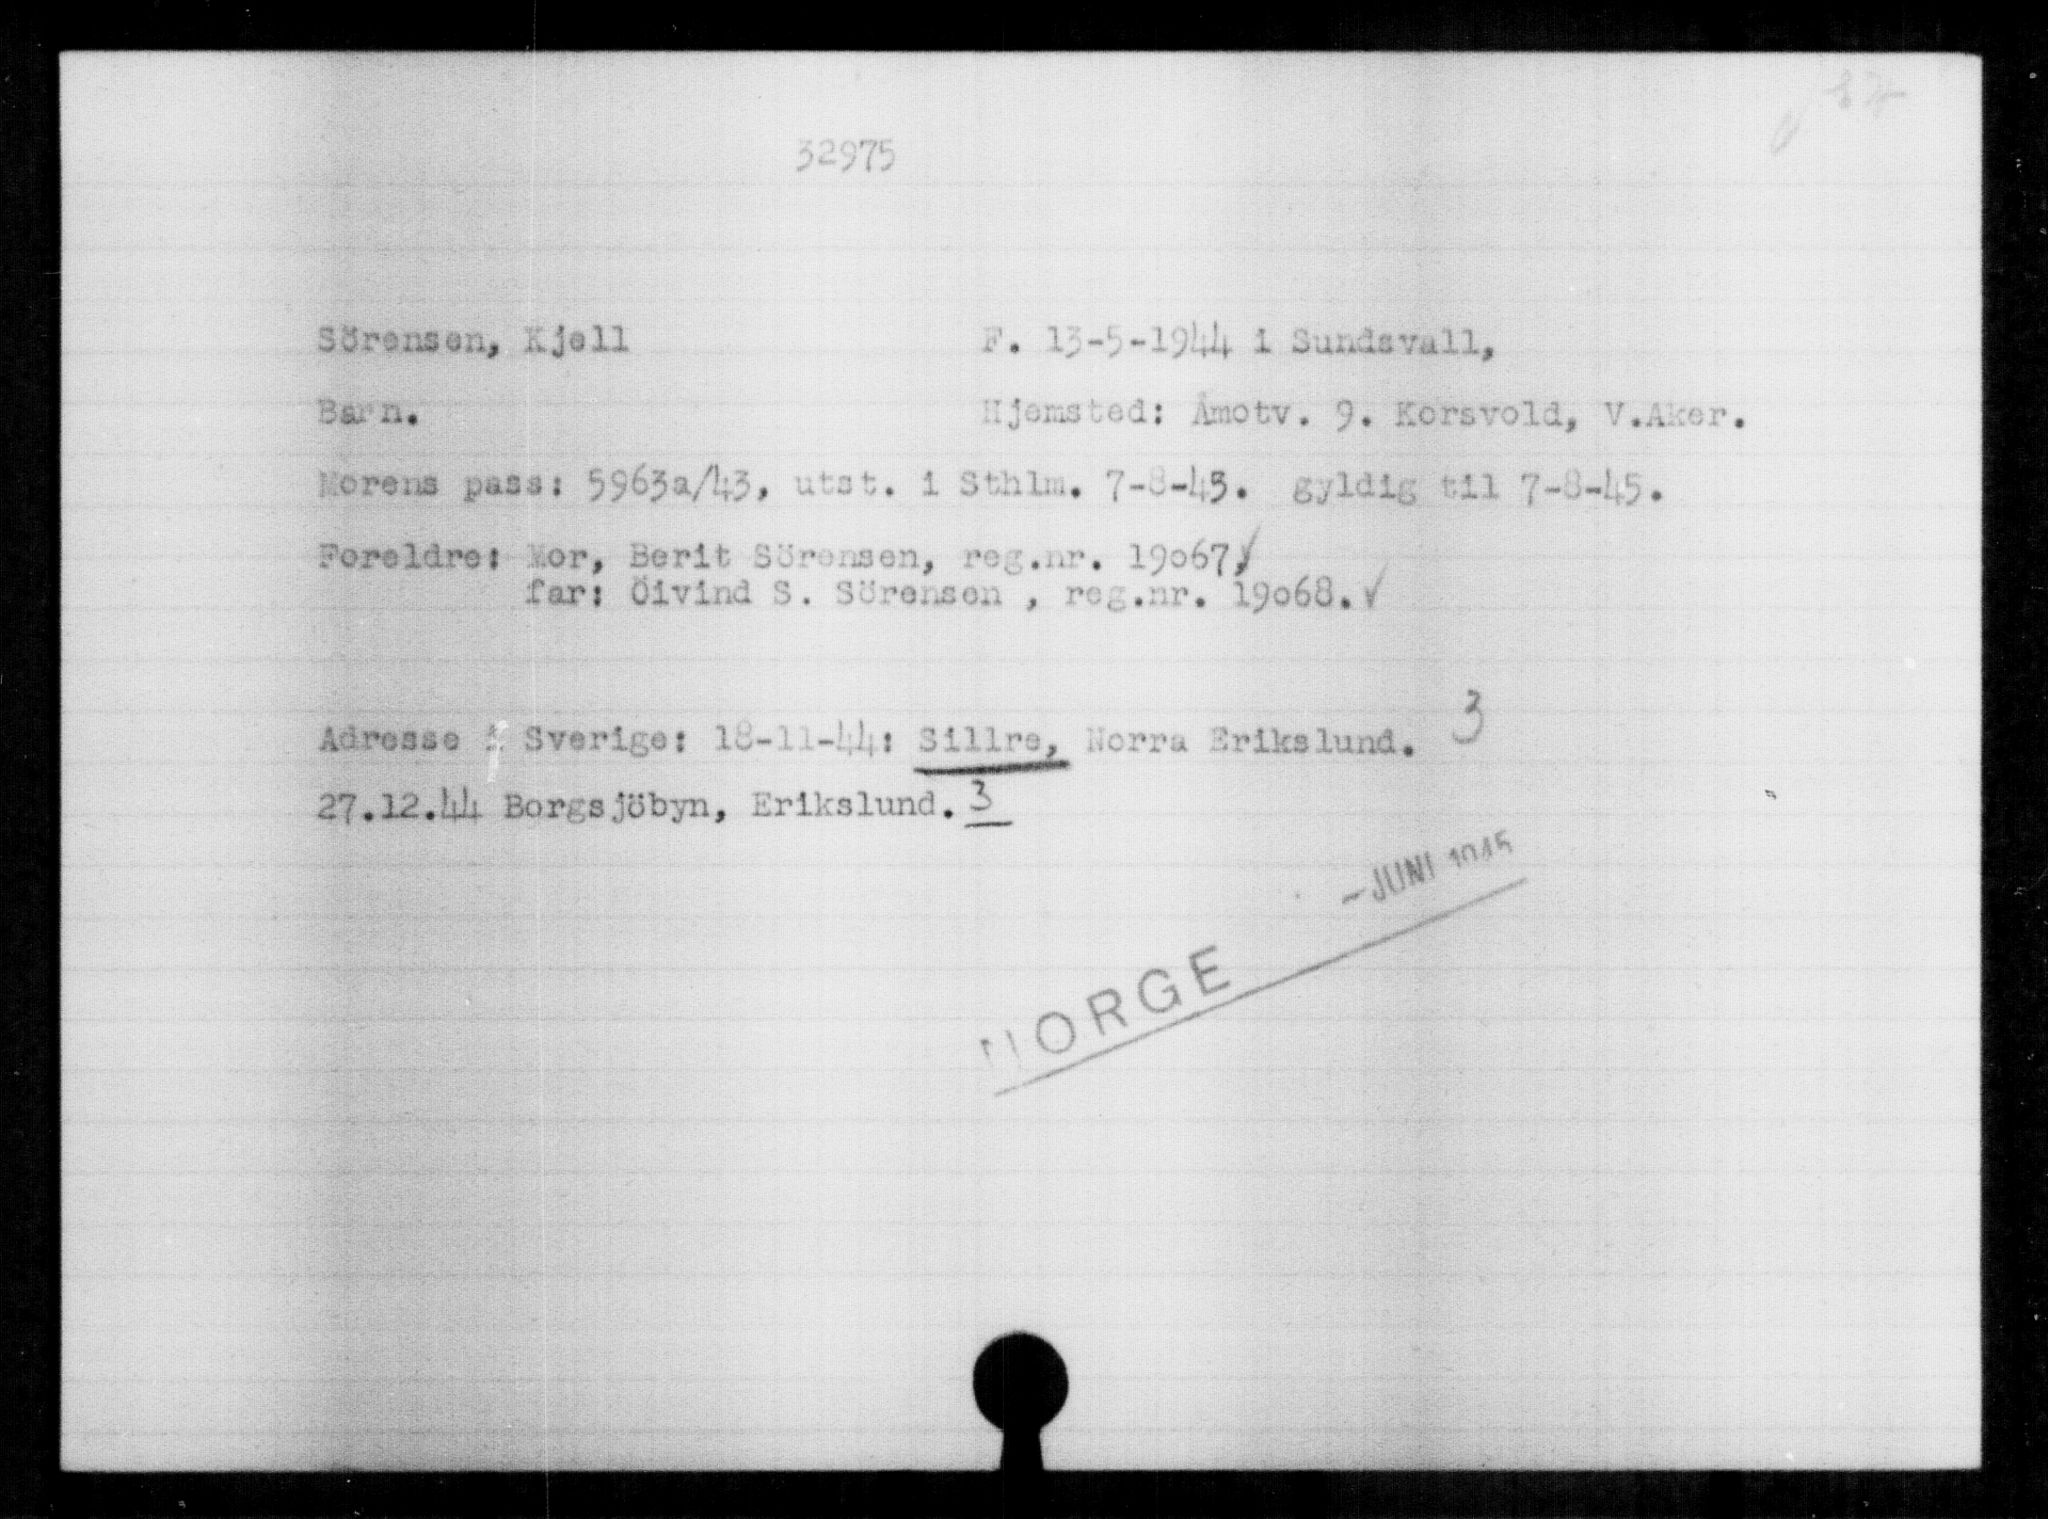 32975
Sörensen, Kjell F. 13-5-1944 i Sundsvall,
Barn. Hjemsted: Åmotv. 9. Korsvold, V.Aker.
Morens pass: 5963a/43, utst. i Sthlm. 7-8-43. gyldig til 7-8-45.
Foreldre: Mor, Berit Sörensen, reg.nr. 19o67,
far: Öivind S. Sörensen , reg.nr. 19o68.
Adresse i Sverige: 18-11-44: Sillre, Norra Erikslund. 3
27.12.44 Borgsjöbyn, Erikslund. 3
-JUNI 1945
NORGE